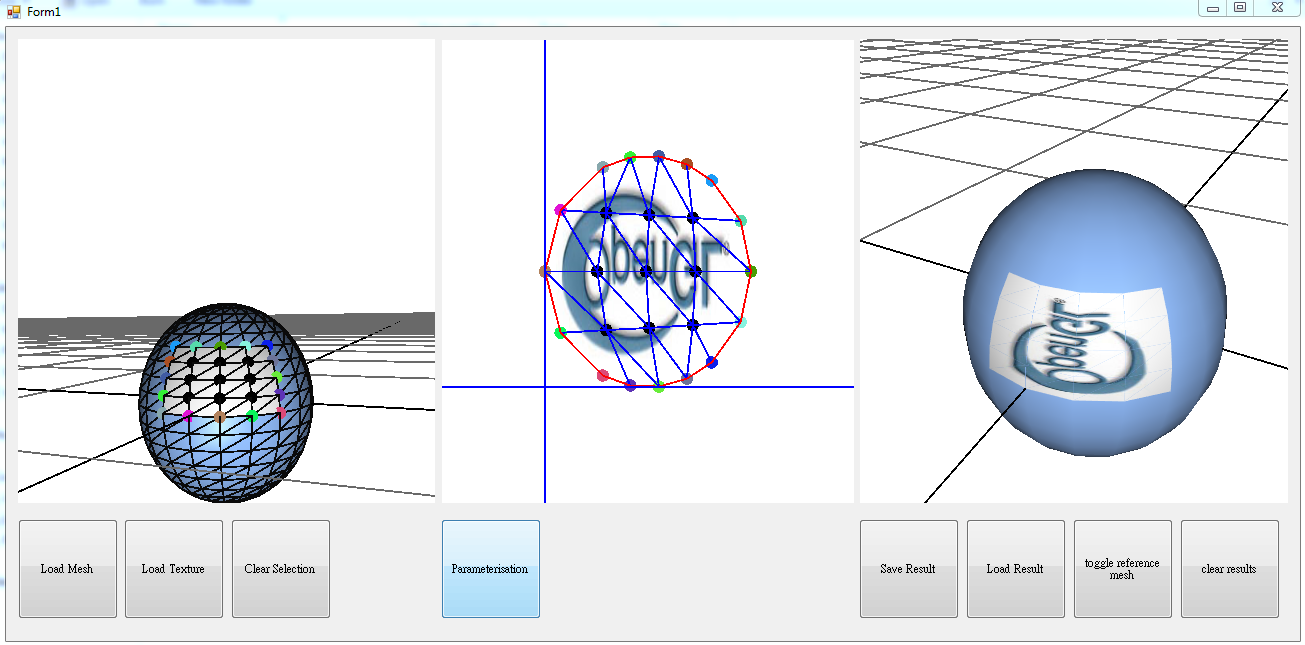 Form1
Load Mesh
Load Texture
Clear Selection
Parameterisation
Save Result
Load Result
toggle reference
mesh
clear results